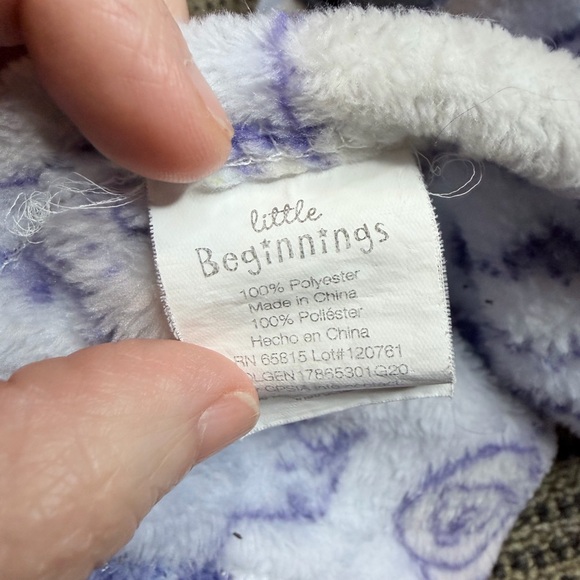 little
Beginnings
100% Polyester
Made in China
100% Poliéster
Hecho en China
RN 65815 Lot#120761